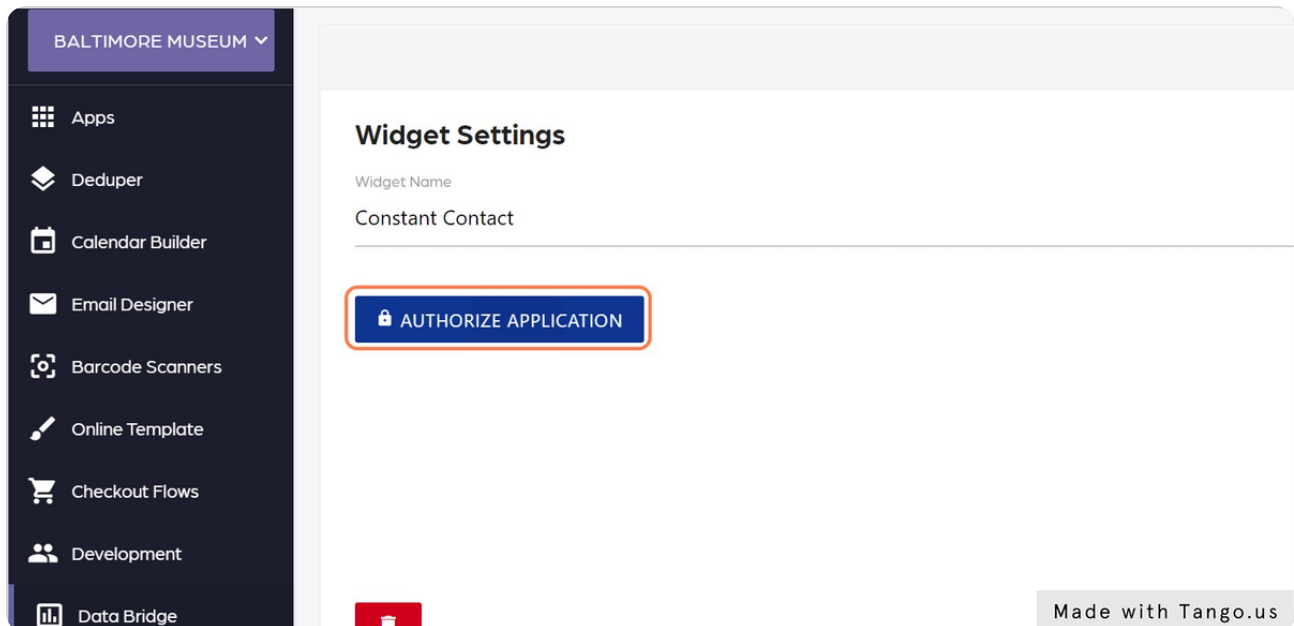 BALTIMORE MUSEUM
Apps
Deduper
Calendar Builder
Email Designer
Barcode Scanners
Online Template
Checkout Flows
Development
Data Bridge
Widget Settings
Widget Name
Constant Contact
AUTHORIZE APPLICATION
Made with Tango.us